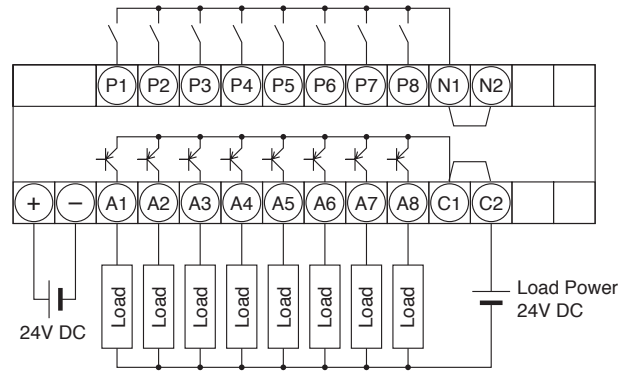 P1 P2 P3 P4 P5 P6 P7 P8 N1 N2
+ − A1 A2 A3 A4 A5 A6 A7 A8 C1 C2
Load Load Load Load Load Load Load Load
24V DC
Load Power
24V DC